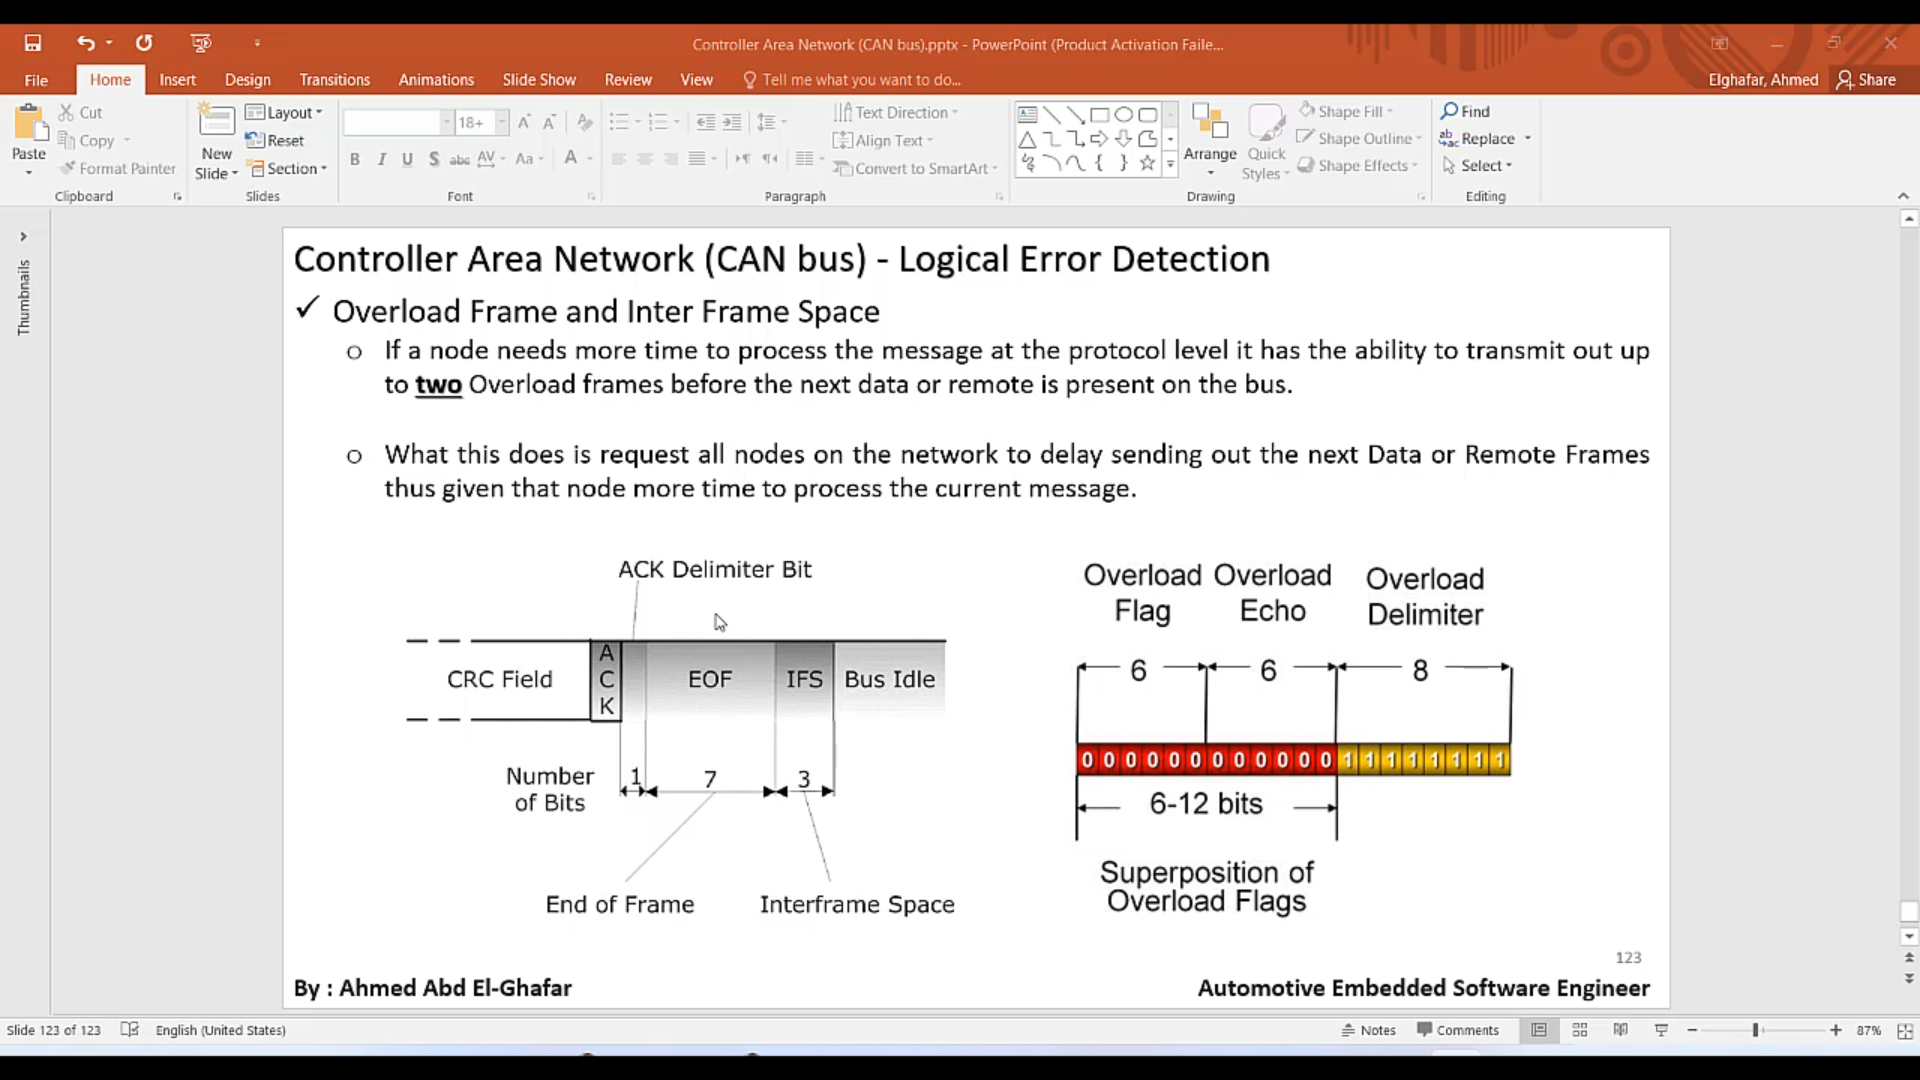 Controller Area Network (CAN bus).pptx - PowerPoint (Product Activation Faile...
File Home Insert Design Transitions Animations Slide Show Review View Tell me what you want to do... Elghafar, Ahmed Share
Paste
Cut
Copy
Format Painter
Clipboard
New
Slide
Layout
Reset
Section
Slides
18+
B I U S abc AV Aa A
Font
Text Direction
Align Text
Convert to SmartArt
Paragraph
Arrange
Quick
Styles
Shape Fill
Shape Outline
Shape Effects
Drawing
Find
Replace
Select
Editing
Thumbnails
Controller Area Network (CAN bus) - Logical Error Detection
✓ Overload Frame and Inter Frame Space
o If a node needs more time to process the message at the protocol level it has the ability to transmit out up
to two Overload frames before the next data or remote is present on the bus.
o What this does is request all nodes on the network to delay sending out the next Data or Remote Frames
thus given that node more time to process the current message.
ACK Delimiter Bit
CRC Field
A
C
K
EOF
IFS
Bus Idle
Number
of Bits
1
7
3
End of Frame
Interframe Space
Overload
Flag
Overload
Echo
Overload
Delimiter
6
6
8
0 0 0 0 0 0 0 0 0 0 0 0 1 1 1 1 1 1 1 1
6-12 bits
Superposition of
Overload Flags
123
By : Ahmed Abd El-Ghafar
Automotive Embedded Software Engineer
Slide 123 of 123 English (United States) Notes Comments 87%